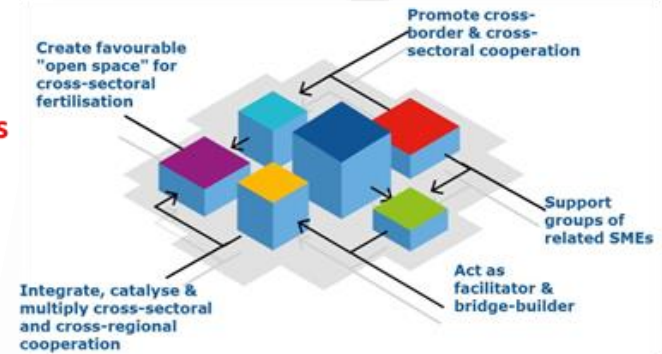 Promote cross-
border & cross-
sectoral cooperation
Create favourable
"open space" for
cross-sectoral
fertilisation
s
Support
groups of
related SMEs
Act as
facilitator &
bridge-builder
Integrate, catalyse &
multiply cross-sectoral
and cross-regional
cooperation